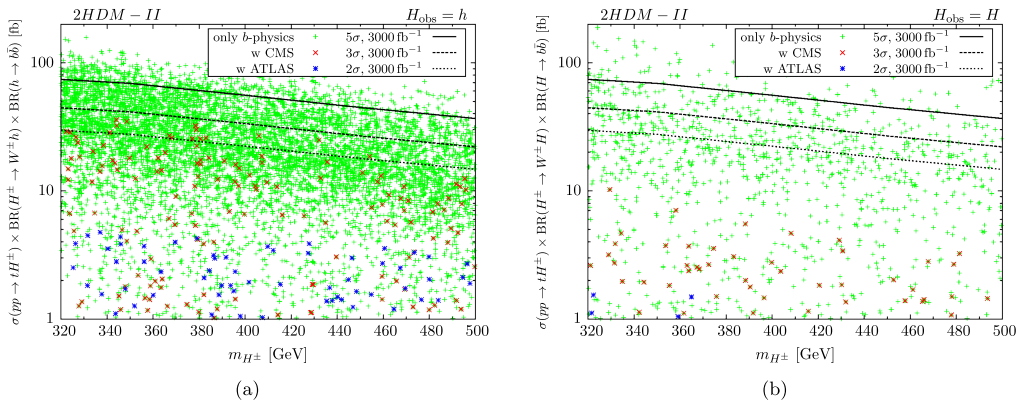 2HDM − II
H_obs = h
only b-physics
5σ, 3000 fb⁻¹
w CMS
3σ, 3000 fb⁻¹
w ATLAS
2σ, 3000 fb⁻¹
σ(pp → tH±) × BR(H± → W±h) × BR(h → bb̄) [fb]
100
10
1
320 340 360 380 400 420 440 460 480 500
m_H± [GeV]
(a)
2HDM − II
H_obs = H
only b-physics
5σ, 3000 fb⁻¹
w CMS
3σ, 3000 fb⁻¹
w ATLAS
2σ, 3000 fb⁻¹
σ(pp → tH±) × BR(H± → W±H) × BR(H → bb̄) [fb]
100
10
1
320 340 360 380 400 420 440 460 480 500
m_H± [GeV]
(b)